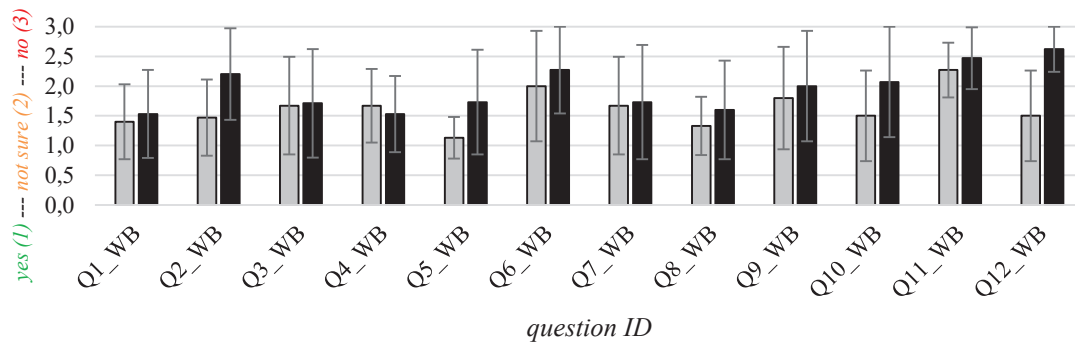 yes (1) --- not sure (2) --- no (3)
3,0
2,5
2,0
1,5
1,0
0,5
0,0
Q1_WB
Q2_WB
Q3_WB
Q4_WB
Q5_WB
Q6_WB
Q7_WB
Q8_WB
Q9_WB
Q10_WB
Q11_WB
Q12_WB
question ID